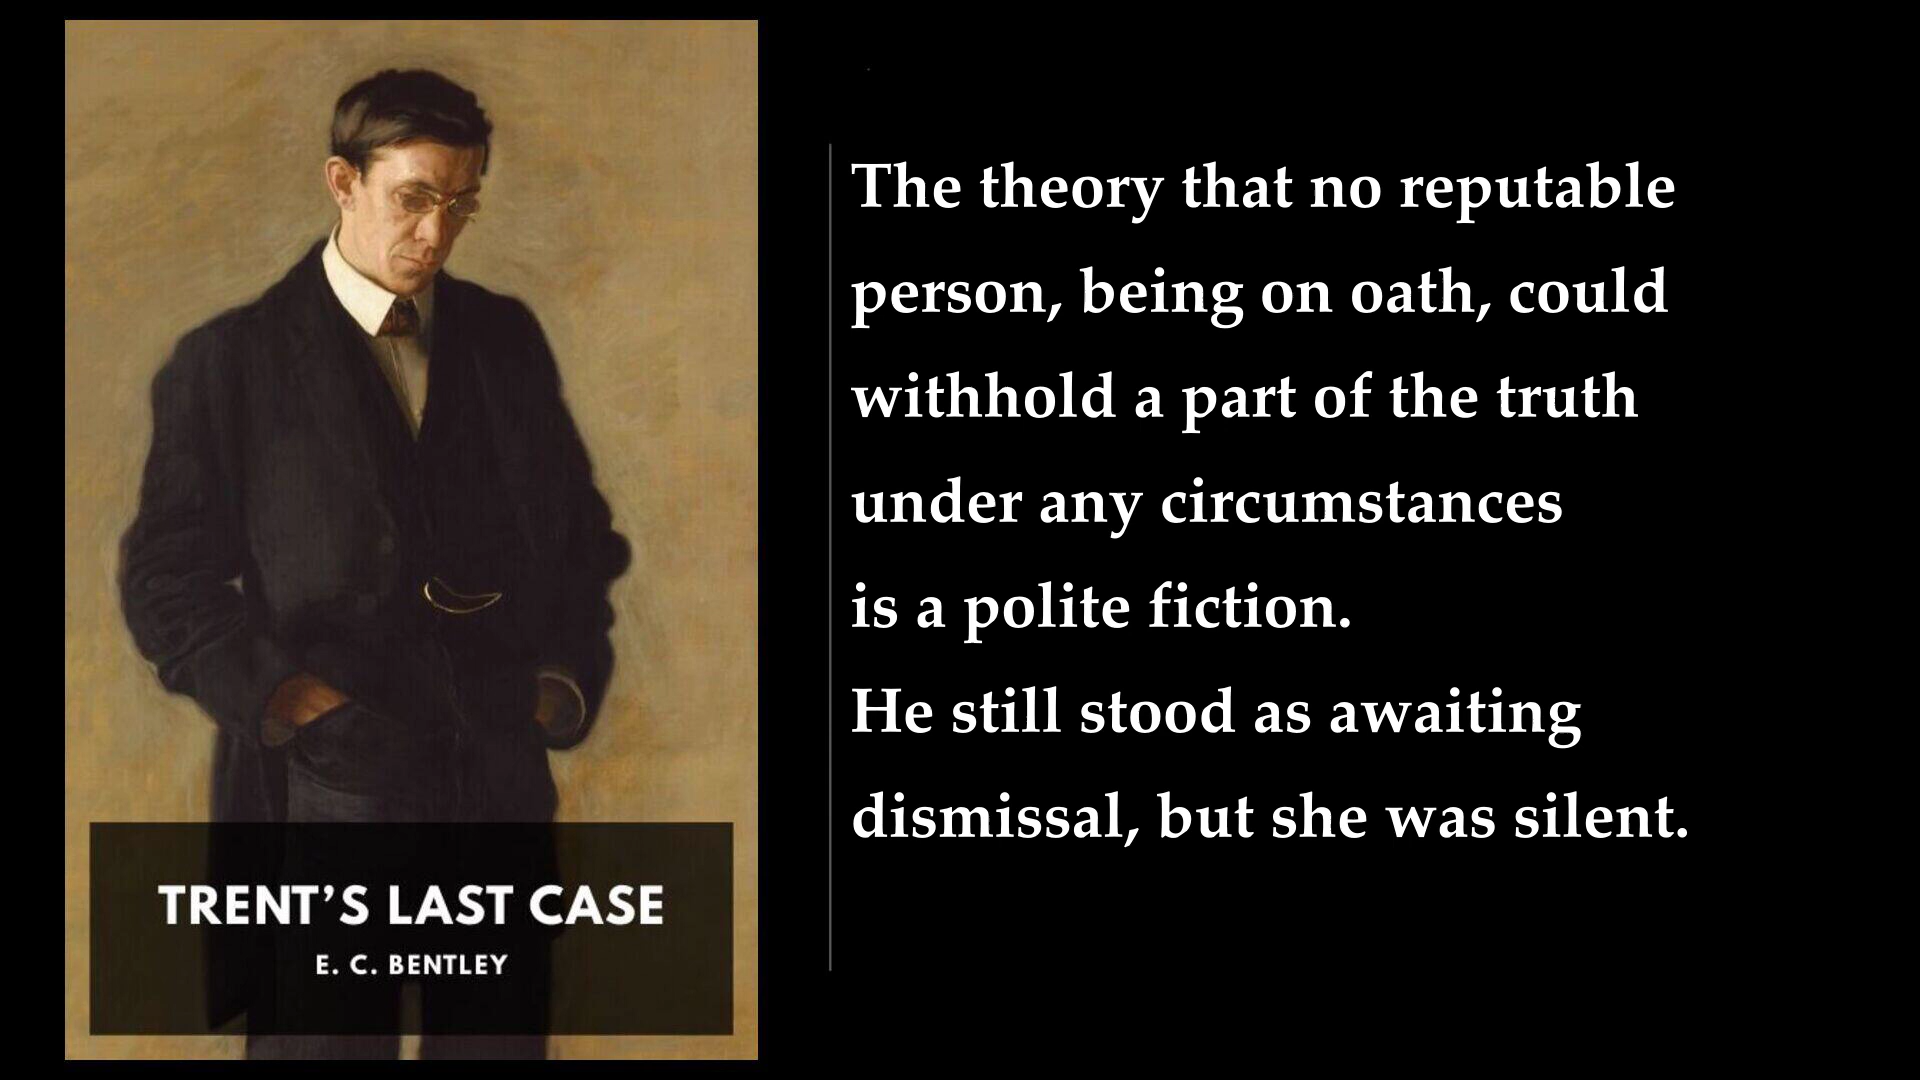 The theory that no reputable
person, being on oath, could
withhold a part of the truth
under any circumstances
is a polite fiction.
He still stood as awaiting
dismissal, but she was silent.
TRENT’S LAST CASE
E. C. BENTLEY